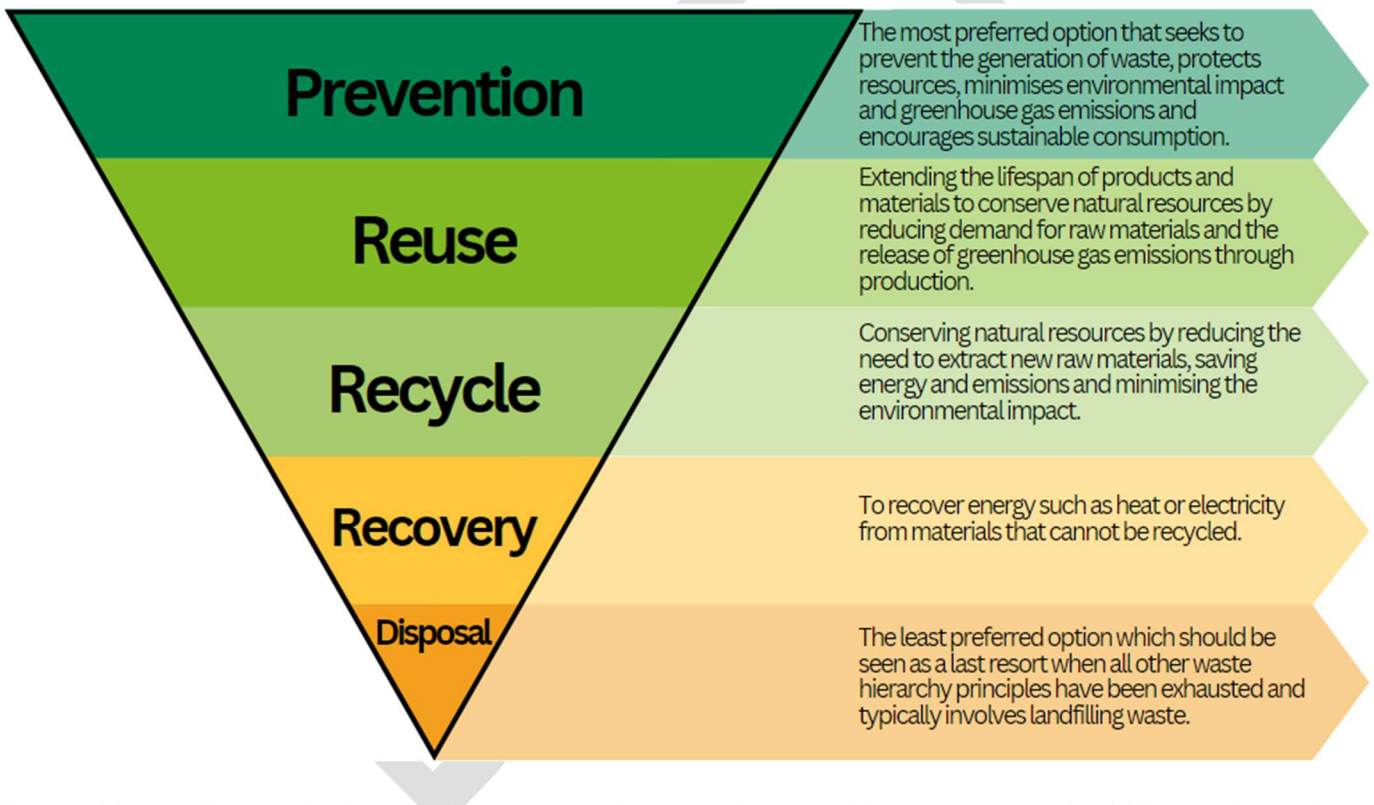 Prevention
The most preferred option that seeks to
prevent the generation of waste, protects
resources, minimises environmental impact
and greenhouse gas emissions and
encourages sustainable consumption.
Reuse
Extending the lifespan of products and
materials to conserve natural resources by
reducing demand for raw materials and the
release of greenhouse gas emissions through
production.
Recycle
Conserving natural resources by reducing the
need to extract new raw materials, saving
energy and emissions and minimising the
environmental impact.
Recovery
To recover energy such as heat or electricity
from materials that cannot be recycled.
Disposal
The least preferred option which should be
seen as a last resort when all other waste
hierarchy principles have been exhausted and
typically involves landfilling waste.